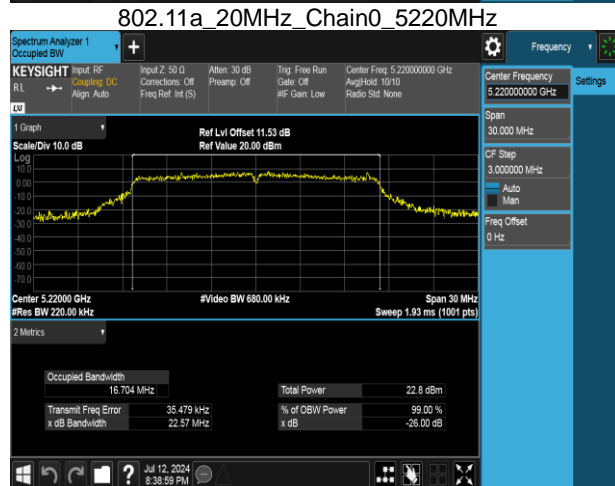 802.11a_20MHz_Chain0_5220MHz
Spectrum Analyzer 1
Occupied BW
+
Frequency
KEYSIGHT
RL
LXI
Input: RF
Coupling: DC
Align: Auto
Input Z: 50 Ω
Corrections: Off
Freq Ref: Int (S)
Atten: 30 dB
Preamp: Off
Trig: Free Run
Gate: Off
#IF Gain: Low
Center Freq: 5.220000000 GHz
Avg|Hold: 10/10
Radio Std: None
Center Frequency
5.220000000 GHz
Settings
Span
30.000 MHz
CF Step
3.000000 MHz
Auto
Man
Freq Offset
0 Hz
1 Graph
Scale/Div 10.0 dB
Ref Lvl Offset 11.53 dB
Ref Value 20.00 dBm
Log
10.0
0.00
-10.0
-20.0
-30.0
-40.0
-50.0
-60.0
-70.0
Center 5.22000 GHz
#Video BW 680.00 kHz
Span 30 MHz
#Res BW 220.00 kHz
Sweep 1.93 ms (1001 pts)
2 Metrics
Occupied Bandwidth
16.704 MHz
Total Power 22.8 dBm
Transmit Freq Error 35.479 kHz
% of OBW Power 99.00 %
x dB Bandwidth 22.57 MHz
x dB -26.00 dB
?
Jul 12, 2024
8:38:59 PM